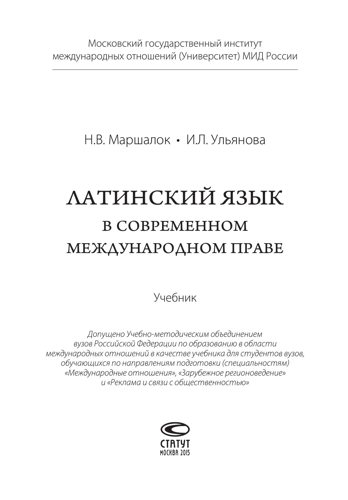 Московский государственный институт
международных отношений (Университет) МИД России
Н.В. Маршалок • И.Л. Ульянова
ЛАТИНСКИЙ ЯЗЫК
В СОВРЕМЕННОМ
МЕЖДУНАРОДНОМ ПРАВЕ
Учебник
Допущено Учебно-методическим объединением
вузов Российской Федерации по образованию в области
международных отношений в качестве учебника для студентов вузов,
обучающихся по направлениям подготовки (специальностям)
«Международные отношения», «Зарубежное регионоведение»
и «Реклама и связи с общественностью»
СТАТУТ
МОСКВА 2015